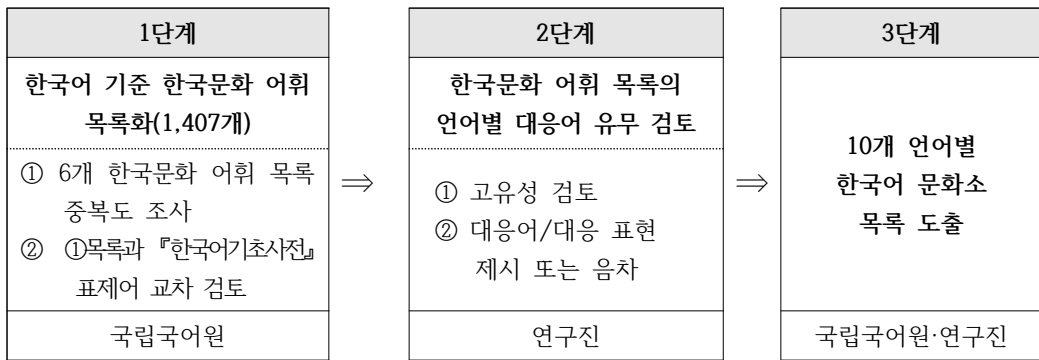 1단계
한국어 기준 한국문화 어휘
목록화(1,407개)
① 6개 한국문화 어휘 목록
중복도 조사
② ①목록과 『한국어기초사전』
표제어 교차 검토
국립국어원
⇒
2단계
한국문화 어휘 목록의
언어별 대응어 유무 검토
① 고유성 검토
② 대응어/대응 표현
제시 또는 음차
연구진
⇒
3단계
10개 언어별
한국어 문화소
목록 도출
국립국어원·연구진